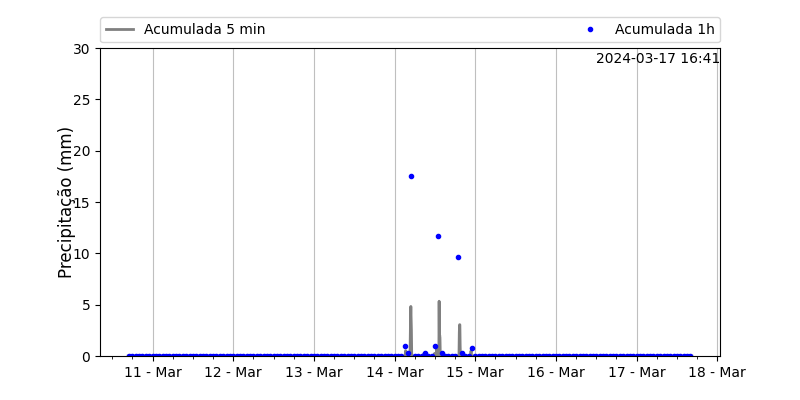 Acumulada 5 min
Acumulada 1h
2024-03-17 16:41
Precipitação (mm)
30
25
20
15
10
5
0
11 - Mar
12 - Mar
13 - Mar
14 - Mar
15 - Mar
16 - Mar
17 - Mar
18 - Mar